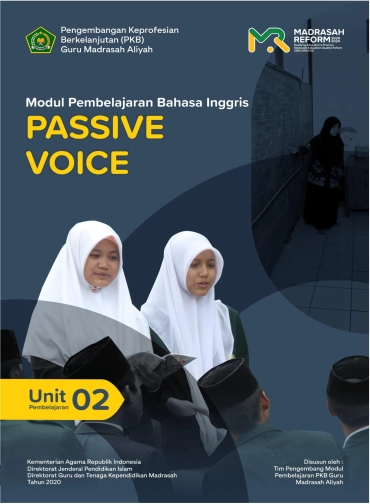 Pengembangan Keprofesian
Berkelanjutan (PKB)
Guru Madrasah Aliyah
MADRASAH
REFORM
Modul Pembelajaran Bahasa Inggris
PASSIVE
VOICE
Unit
Pembelajaran
02
Kementerian Agama Republik Indonesia
Direktorat Jenderal Pendidikan Islam
Direktorat Guru dan Tenaga Kependidikan Madrasah
Tahun 2020
Disusun oleh :
Tim Pengembang Modul
Pembelajaran PKB Guru
Madrasah Aliyah